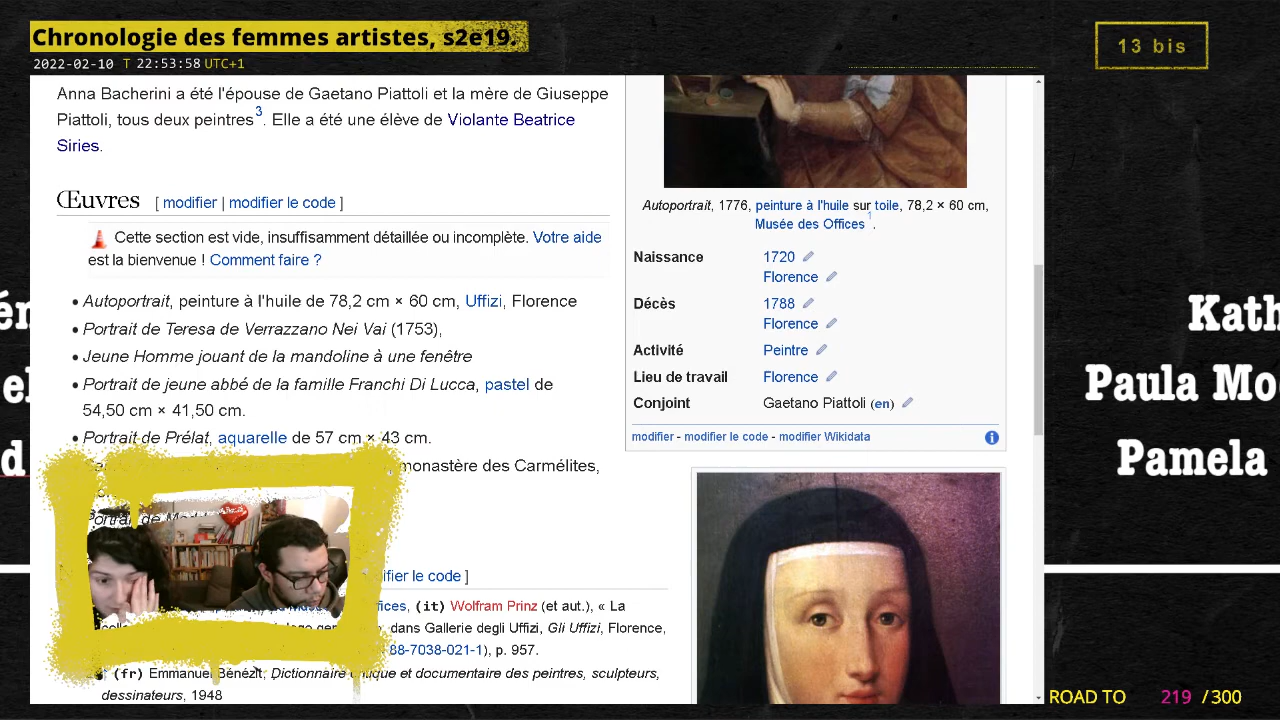 Chronologie des femmes artistes, s2e19.
2022-02-10 T 22:53:58 UTC+1
13 bis
Anna Bacherini a été l'épouse de Gaetano Piattoli et la mère de Giuseppe
Piattoli, tous deux peintres3. Elle a été une élève de Violante Beatrice
Siries.
Œuvres [ modifier | modifier le code ]
Cette section est vide, insuffisamment détaillée ou incomplète. Votre aide
est la bienvenue ! Comment faire ?
• Autoportrait, peinture à l'huile de 78,2 cm × 60 cm, Uffizi, Florence
• Portrait de Teresa de Verrazzano Nei Vai (1753),
• Jeune Homme jouant de la mandoline à une fenêtre
• Portrait de jeune abbé de la famille Franchi Di Lucca, pastel de
54,50 cm × 41,50 cm.
• Portrait de Prélat, aquarelle de 57 cm × 43 cm.
monastère des Carmélites,
Portrait de
modifier le code ]
(it) Wolfram Prinz (et aut.), « La
dans Gallerie degli Uffizi, Gli Uffizi, Florence,
88-7038-021-1), p. 957.
(fr) Emmanuel Bénézit, Dictionnaire critique et documentaire des peintres, sculpteurs,
dessinateurs, 1948
Autoportrait, 1776, peinture à l'huile sur toile, 78,2 × 60 cm,
Musée des Offices1.
Naissance 1720
Florence
Décès 1788
Florence
Activité Peintre
Lieu de travail Florence
Conjoint Gaetano Piattoli (en)
modifier - modifier le code - modifier Wikidata
Kath
Paula Mo
Pamela
ROAD TO 219 /300